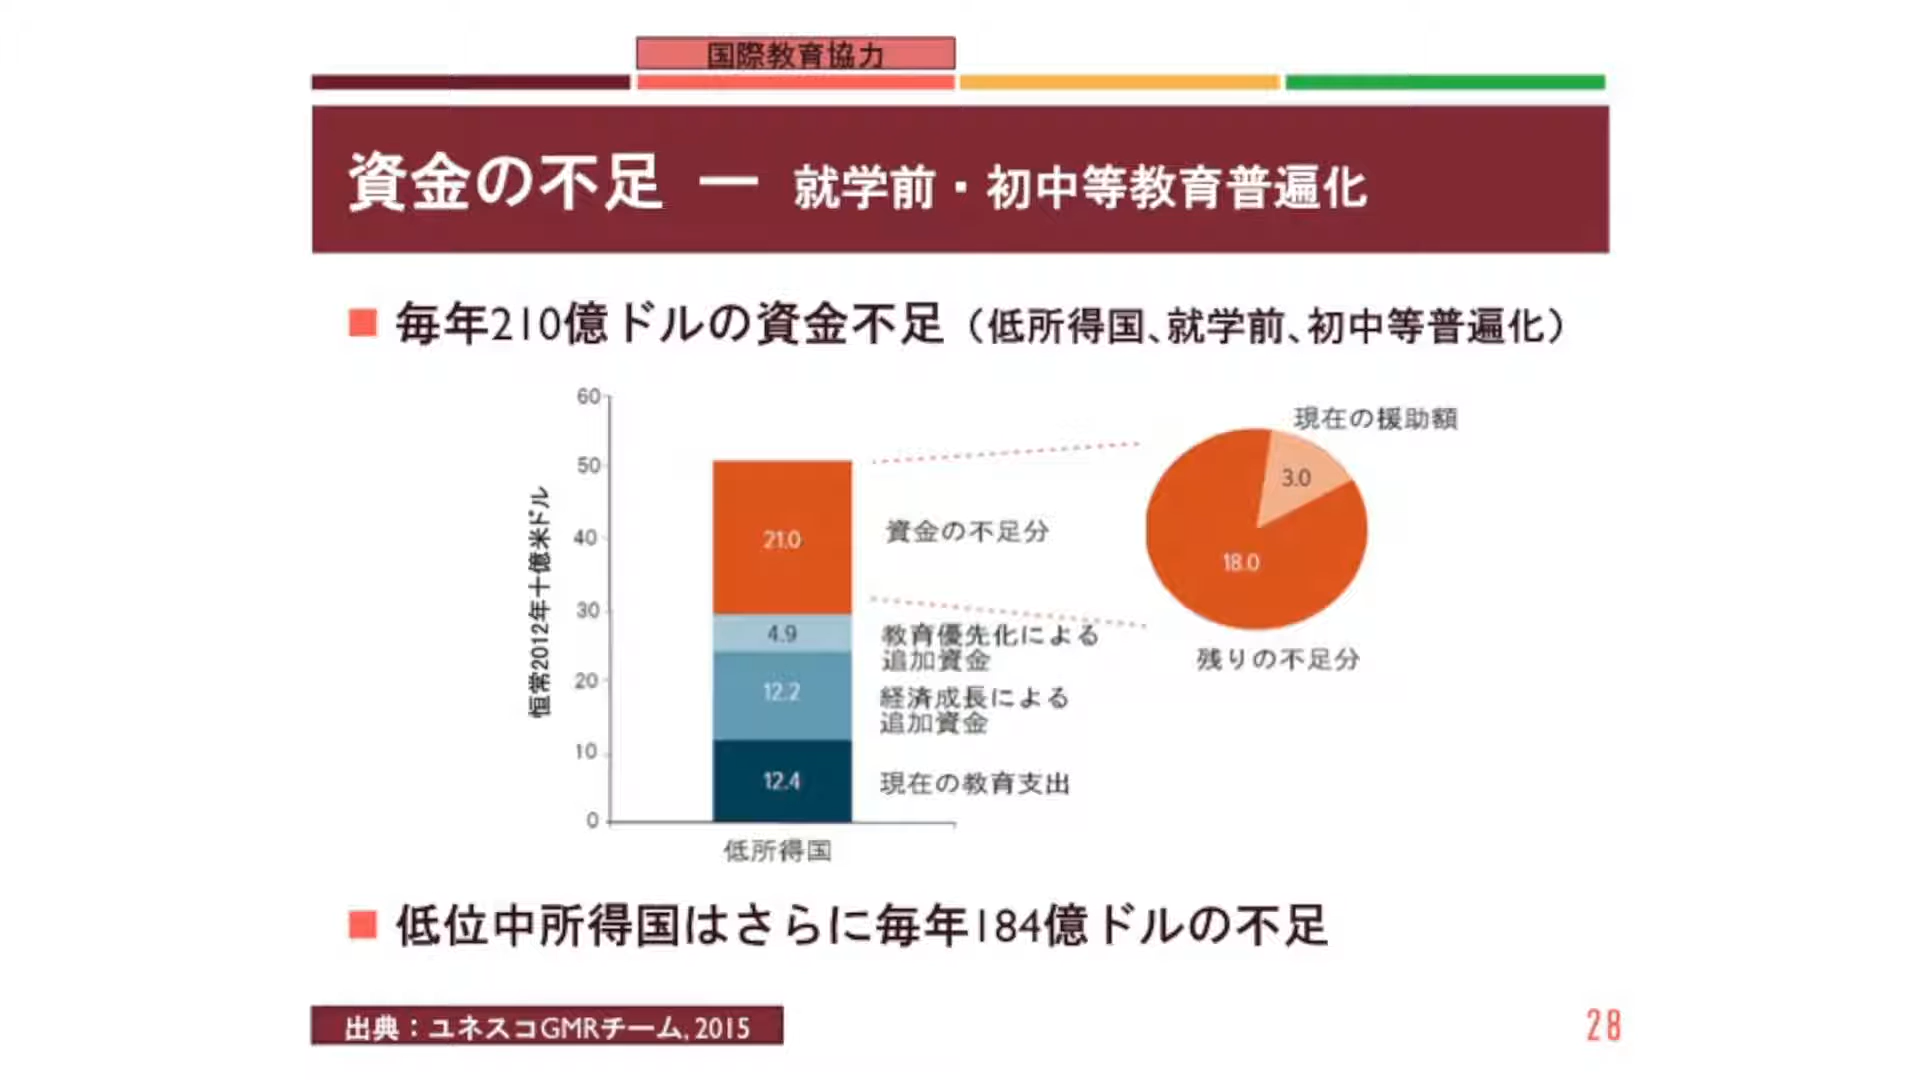 国際教育協力
資金の不足 ー 就学前・初中等教育普遍化
毎年210億ドルの資金不足（低所得国、就学前、初中等普遍化）
恒常2012年十億米ドル
60
50
40
30
20
10
0
21.0
4.9
12.2
12.4
資金の不足分
教育優先化による
追加資金
経済成長による
追加資金
現在の教育支出
低所得国
現在の援助額
3.0
18.0
残りの不足分
低位中所得国はさらに毎年184億ドルの不足
出典：ユネスコGMRチーム, 2015
28